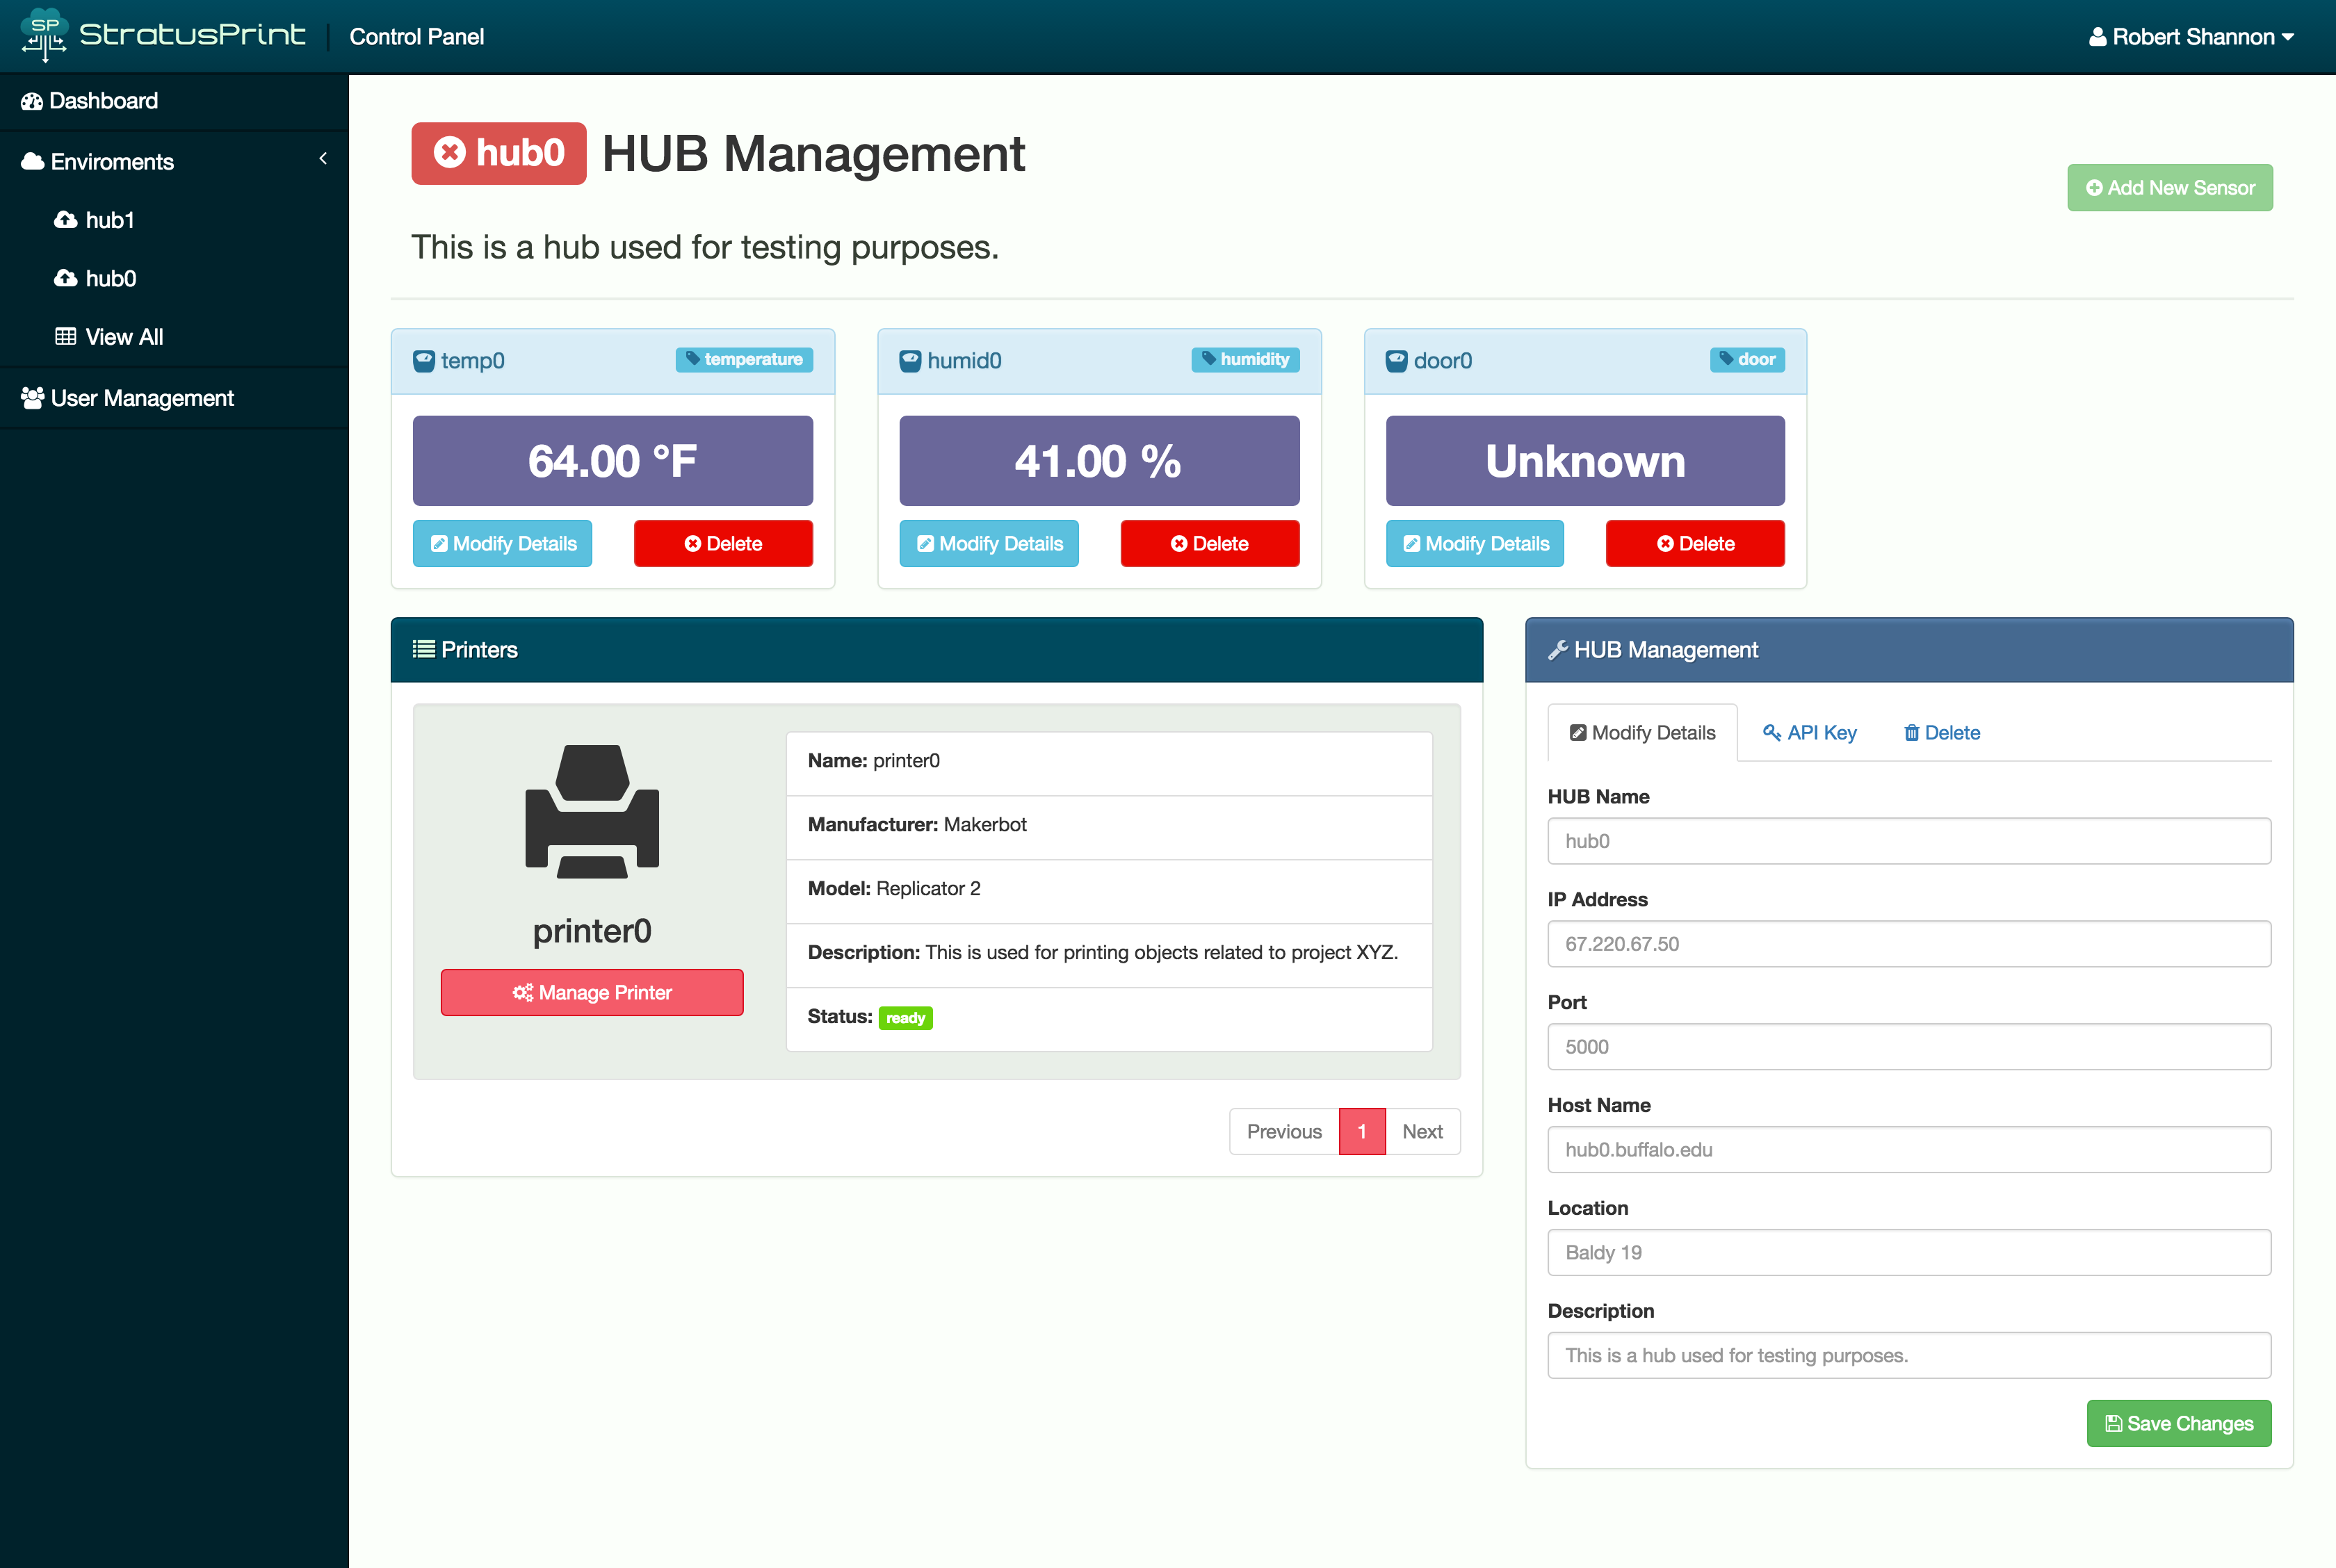 SP StratusPrint Control Panel Robert Shannon
Dashboard
Enviroments
hub1
hub0
View All
User Management
hub0 HUB Management
Add New Sensor
This is a hub used for testing purposes.
temp0 temperature
64.00 °F
Modify Details Delete
humid0 humidity
41.00 %
Modify Details Delete
door0 door
Unknown
Modify Details Delete
Printers
printer0
Manage Printer
Name: printer0
Manufacturer: Makerbot
Model: Replicator 2
Description: This is used for printing objects related to project XYZ.
Status: ready
Previous 1 Next
HUB Management
Modify Details API Key Delete
HUB Name
hub0
IP Address
67.220.67.50
Port
5000
Host Name
hub0.buffalo.edu
Location
Baldy 19
Description
This is a hub used for testing purposes.
Save Changes